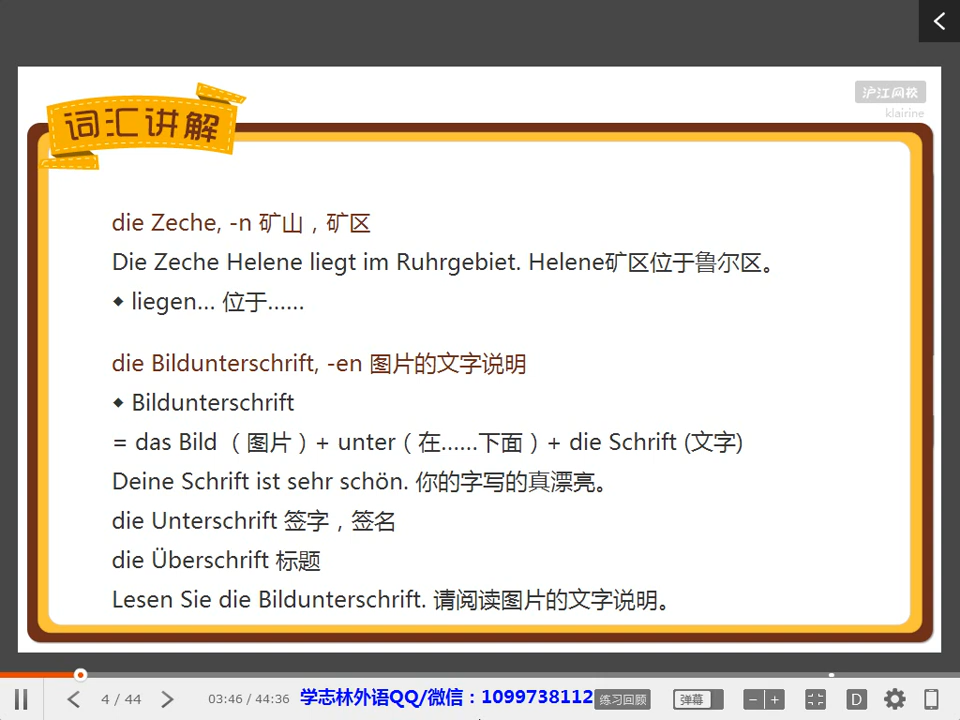 沪江网校
klairine
词汇讲解
die Zeche, -n 矿山，矿区
Die Zeche Helene liegt im Ruhrgebiet. Helene矿区位于鲁尔区。
◆ liegen... 位于......
die Bildunterschrift, -en 图片的文字说明
◆ Bildunterschrift
= das Bild （图片）+ unter（在......下面）+ die Schrift (文字)
Deine Schrift ist sehr schön. 你的字写的真漂亮。
die Unterschrift 签字，签名
die Überschrift 标题
Lesen Sie die Bildunterschrift. 请阅读图片的文字说明。
4 / 44 03:46 / 44:36 学志林外语QQ/微信：1099738112 练习回顾 弹幕 D